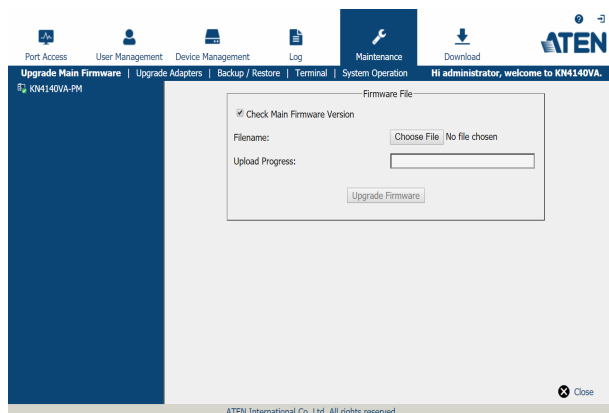 Port Access User Management Device Management Log Maintenance Download
ATEN
Upgrade Main Firmware | Upgrade Adapters | Backup / Restore | Terminal | System Operation Hi administrator, welcome to KN4140VA.
KN4140VA-PM
Firmware File
Check Main Firmware Version
Filename: Choose File No file chosen
Upload Progress:
Upgrade Firmware
Close
ATEN International Co. Ltd. All rights reserved.